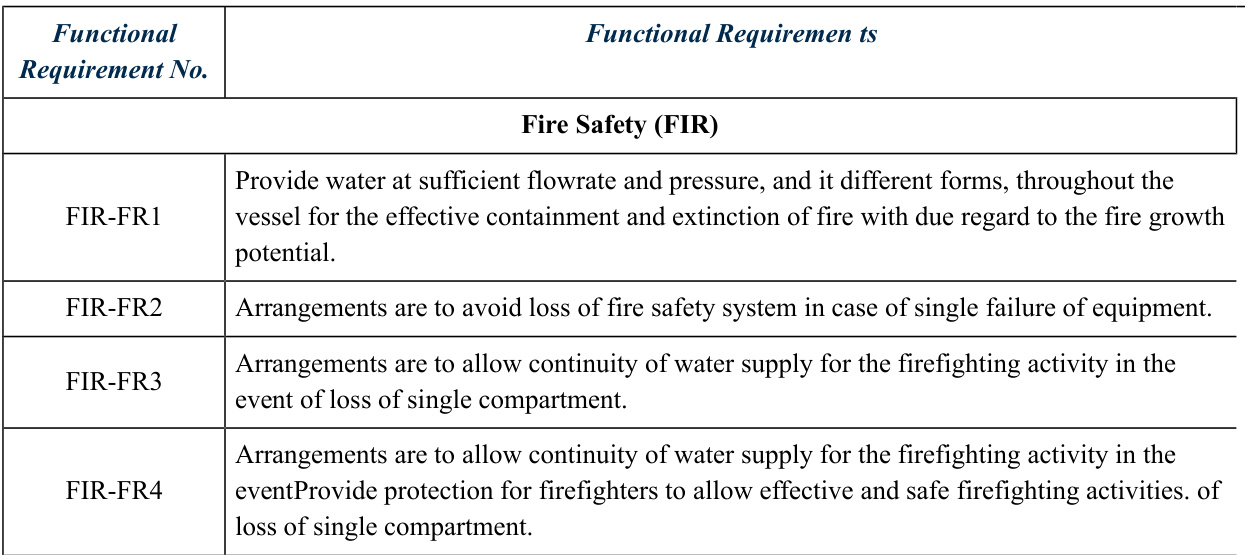 Functional
Requirement No.
Functional Requiremen ts
Fire Safety (FIR)
FIR-FR1
Provide water at sufficient flowrate and pressure, and it different forms, throughout the
vessel for the effective containment and extinction of fire with due regard to the fire growth
potential.
FIR-FR2
Arrangements are to avoid loss of fire safety system in case of single failure of equipment.
FIR-FR3
Arrangements are to allow continuity of water supply for the firefighting activity in the
event of loss of single compartment.
FIR-FR4
Arrangements are to allow continuity of water supply for the firefighting activity in the
eventProvide protection for firefighters to allow effective and safe firefighting activities. of
loss of single compartment.